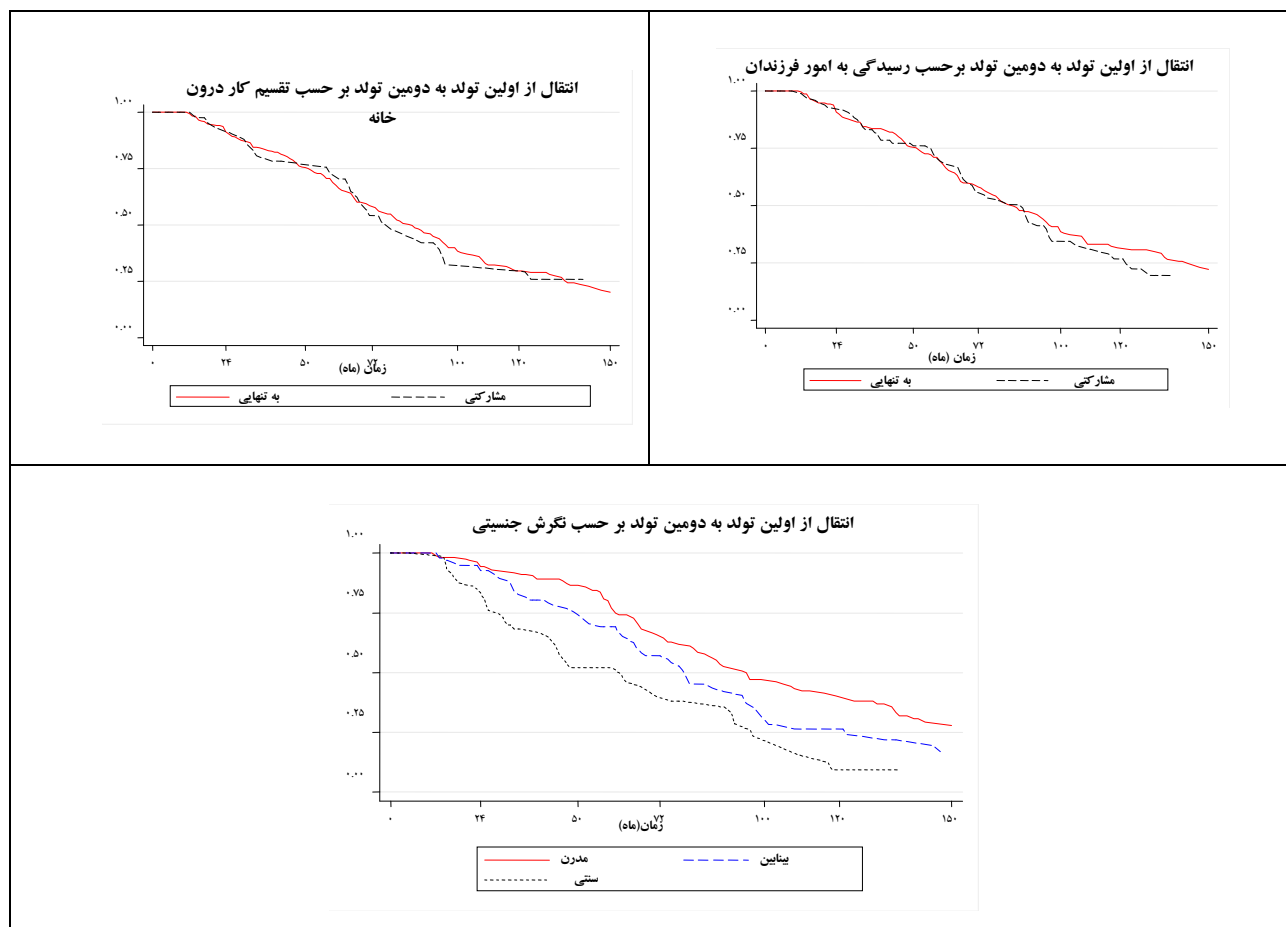 انتقال از اولین تولد به دومین تولد برحسب رسیدگی به امور فرزندان
۱.۰۰
۰.۷۵
۰.۵۰
۰.۲۵
۰.۰۰
۰ ۲۴ ۵۰ ۷۲ ۱۰۰ ۱۲۰ ۱۵۰
زمان (ماه)
به تنهایی مشارکتی
انتقال از اولین تولد به دومین تولد بر حسب تقسیم کار درون
خانه
۱.۰۰
۰.۷۵
۰.۵۰
۰.۲۵
۰.۰۰
۰ ۲۴ ۵۰ ۷۲ ۱۰۰ ۱۲۰ ۱۵۰
زمان (ماه)
به تنهایی مشارکتی
انتقال از اولین تولد به دومین تولد بر حسب نگرش جنسیتی
۱.۰۰
۰.۷۵
۰.۵۰
۰.۲۵
۰.۰۰
۰ ۲۴ ۵۰ ۷۲ ۱۰۰ ۱۲۰ ۱۵۰
زمان(ماه)
مدرن بینابین
سنتی